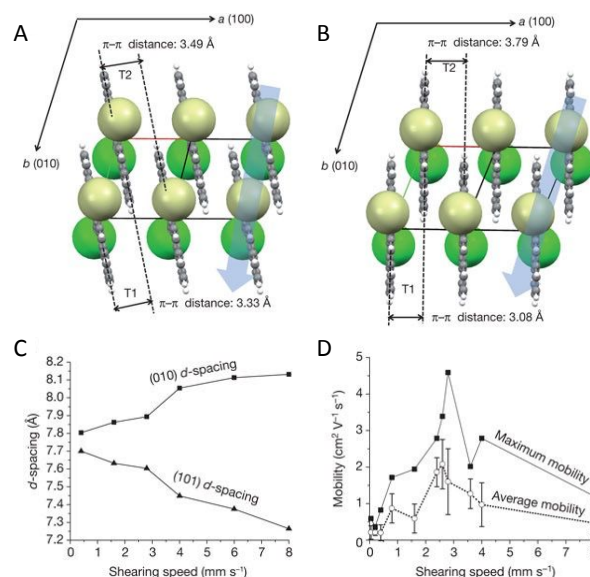 A
a (100)
π–π distance: 3.49 Å
T2
b (010)
T1
π–π distance: 3.33 Å
B
a (100)
π–π distance: 3.79 Å
T2
b (010)
T1
π–π distance: 3.08 Å
C
8.2
8.1
8.0
7.9
7.8
7.7
7.6
7.5
7.4
7.3
7.2
d-spacing (Å)
(010) d-spacing
(101) d-spacing
0 1 2 3 4 5 6 7 8
Shearing speed (mm s⁻¹)
D
5
4
3
2
1
0
Mobility (cm² V⁻¹ s⁻¹)
Maximum mobility
Average mobility
0 1 2 3 4 5 6 7
Shearing speed (mm s⁻¹)